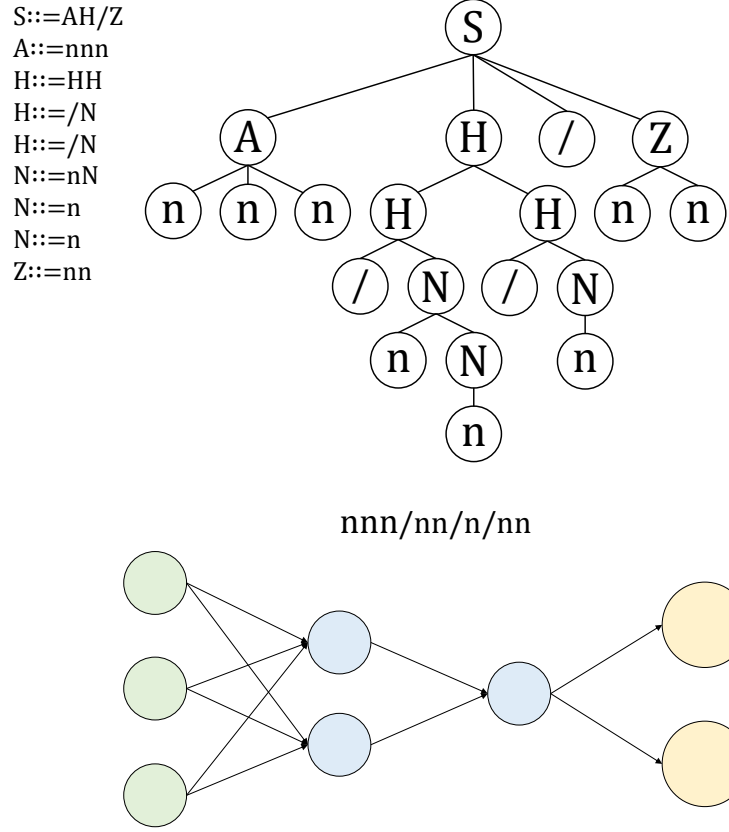 S::=AH/Z
A::=nnn
H::=HH
H::=/N
H::=/N
N::=nN
N::=n
N::=n
Z::=nn
S
A H / Z
n n n H H n n
/ N / N
n N n
n
nnn/nn/n/nn